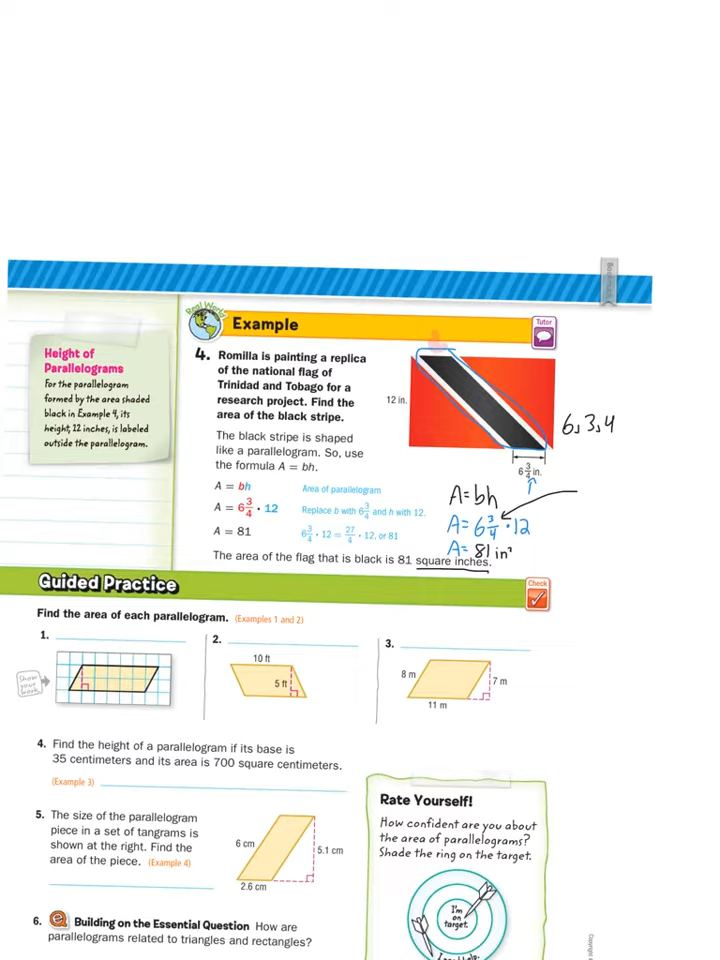 Bookmark
Real World
Example
Tutor
Height of
Parallelograms
For the parallelogram
formed by the area shaded
black in Example 4, its
height, 12 inches, is labeled
outside the parallelogram.
4. Romilla is painting a replica
of the national flag of
Trinidad and Tobago for a
research project. Find the
area of the black stripe.
12 in.
6 3/4 in.
6, 3, 4
The black stripe is shaped
like a parallelogram. So, use
the formula A = bh.
A = bh Area of parallelogram
A = 6 3/4 · 12 Replace b with 6 3/4 and h with 12.
A = 81 6 3/4 · 12 = 27/4 · 12, or 81
The area of the flag that is black is 81 square inches.
A = bh
A = 6 3/4 · 12
A = 81 in²
Guided Practice
Check
Find the area of each parallelogram. (Examples 1 and 2)
1.
Show your work.
2.
10 ft
5 ft
3.
8 m
7 m
11 m
4. Find the height of a parallelogram if its base is
35 centimeters and its area is 700 square centimeters.
(Example 3)
5. The size of the parallelogram
piece in a set of tangrams is
shown at the right. Find the
area of the piece. (Example 4)
6 cm
5.1 cm
2.6 cm
6. e Building on the Essential Question How are
parallelograms related to triangles and rectangles?
Rate Yourself!
How confident are you about
the area of parallelograms?
Shade the ring on the target.
I'm
on
target.